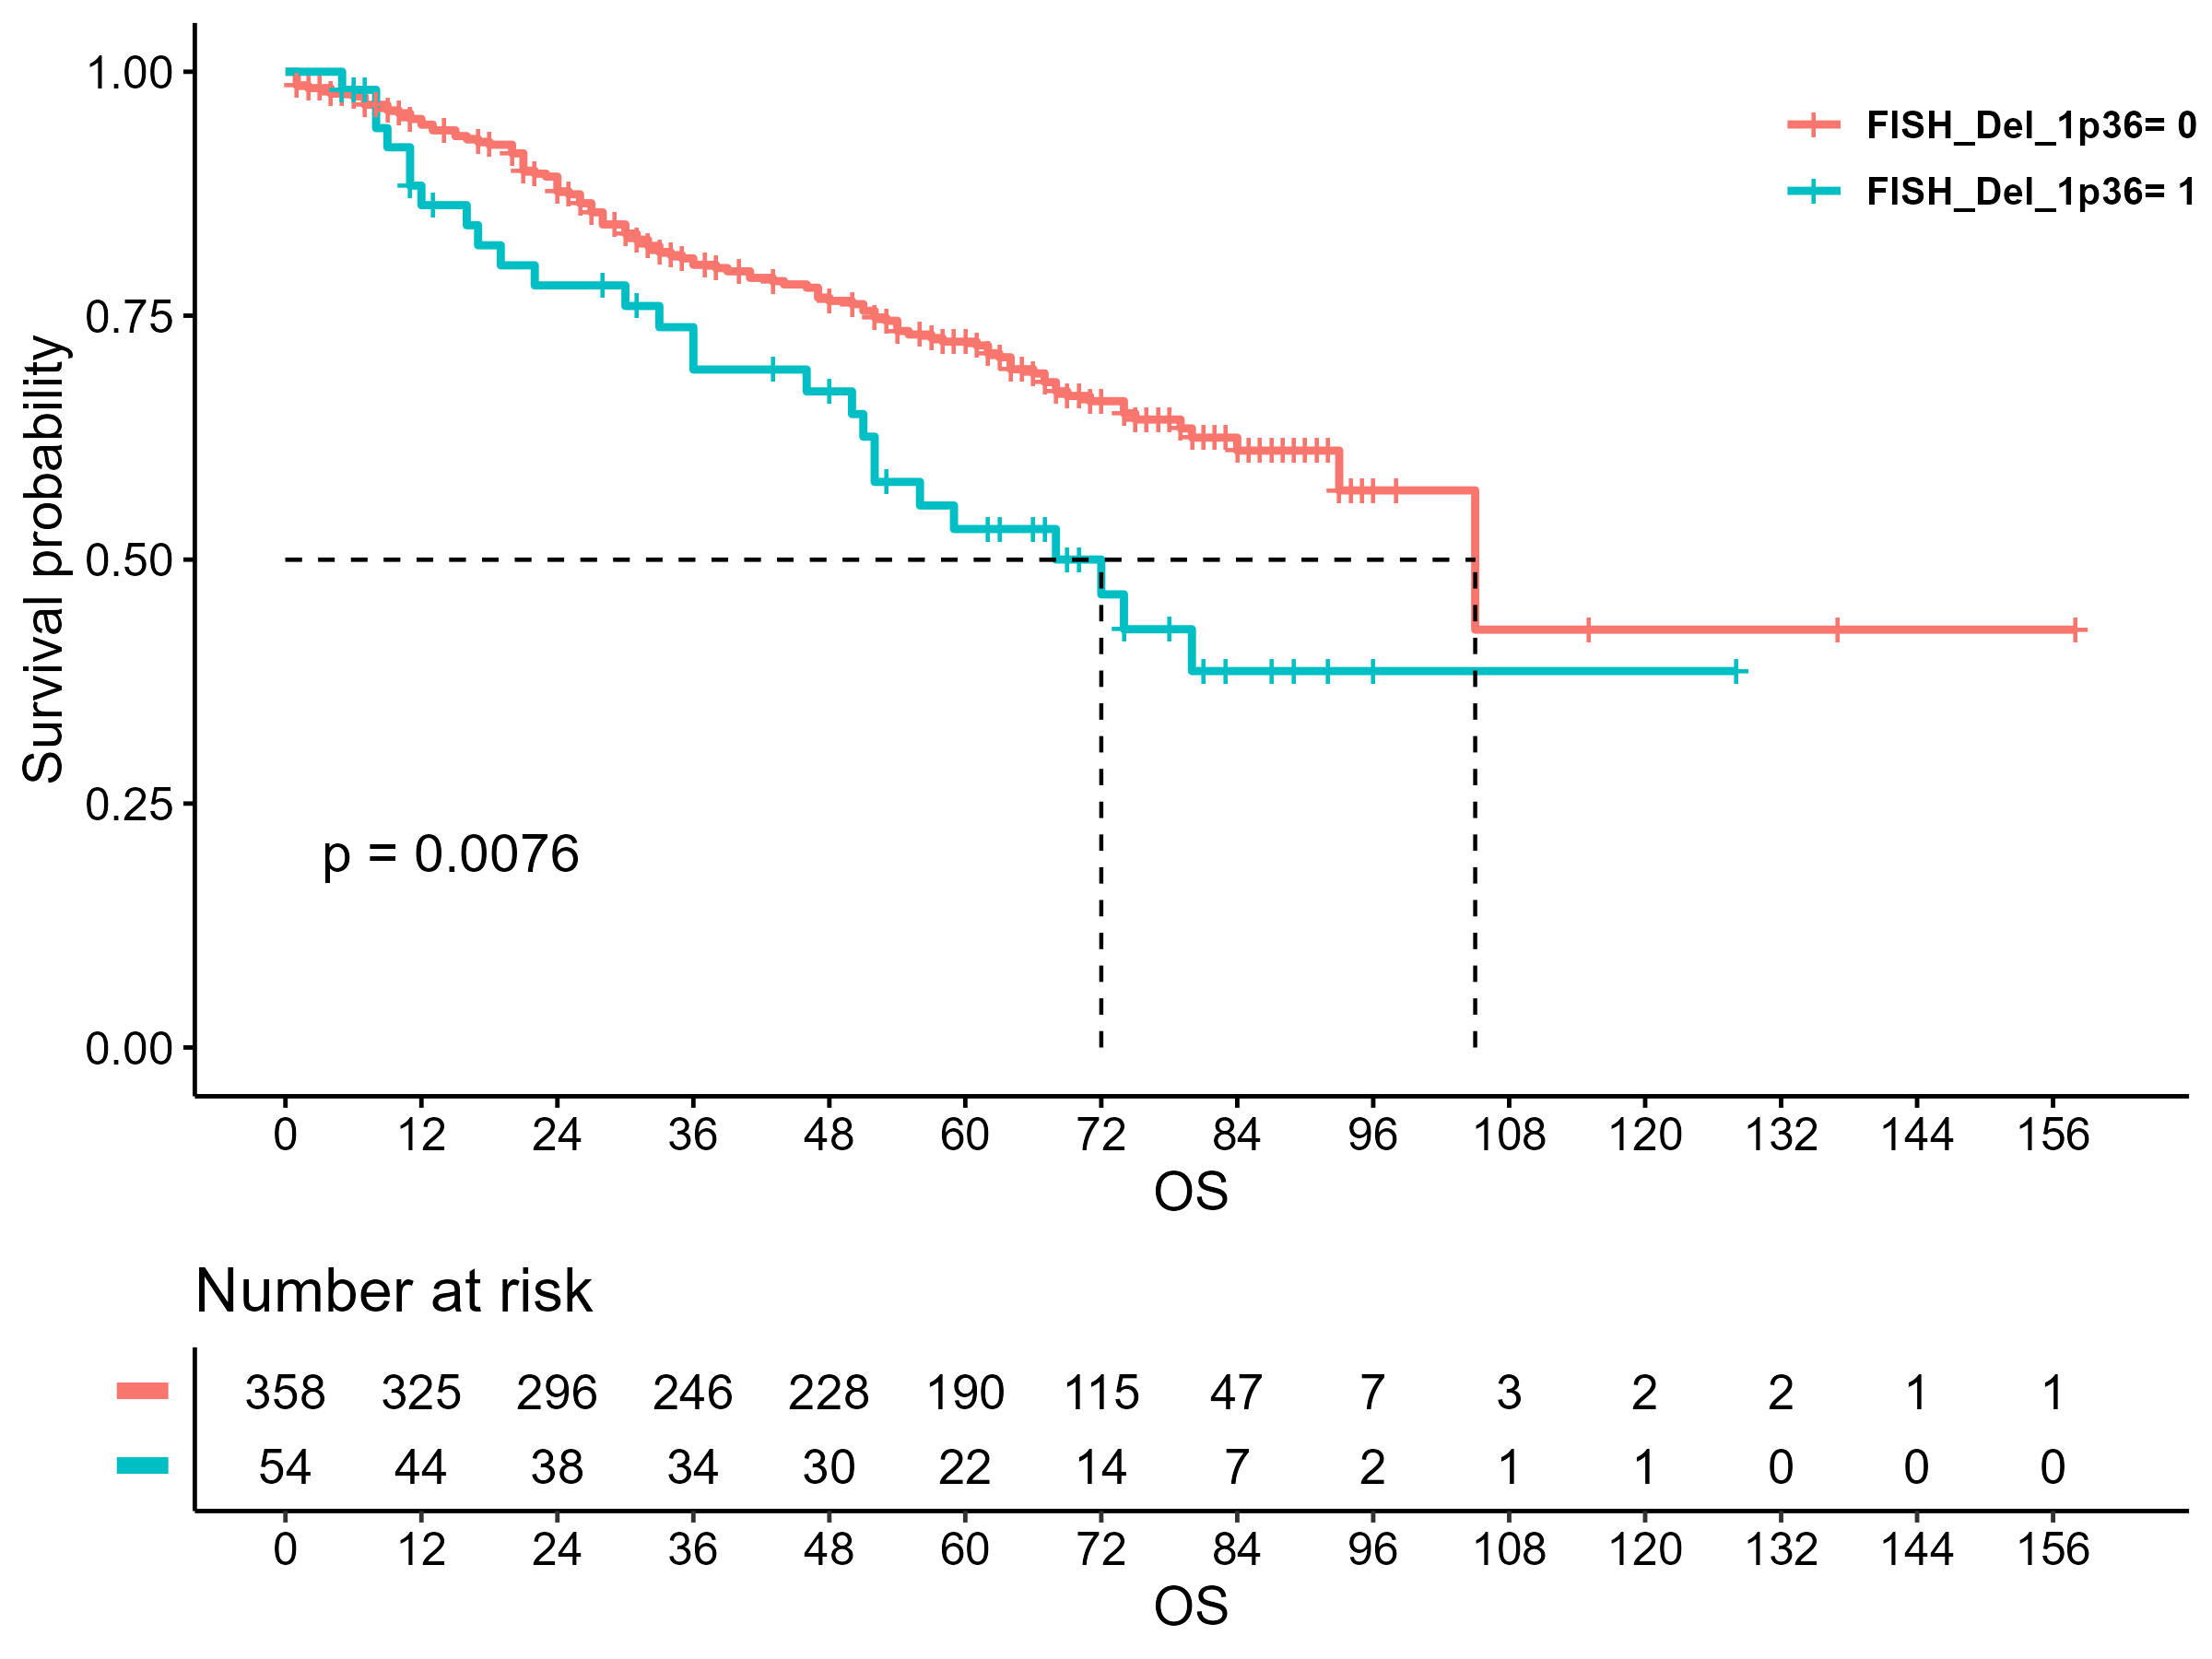 1.00
0.75
0.50
0.25
0.00
Survival probability
FISH_Del_1p36= 0
FISH_Del_1p36= 1
p = 0.0076
0 12 24 36 48 60 72 84 96 108 120 132 144 156
OS
Number at risk
358 325 296 246 228 190 115 47 7 3 2 2 1 1
54 44 38 34 30 22 14 7 2 1 1 0 0 0
0 12 24 36 48 60 72 84 96 108 120 132 144 156
OS